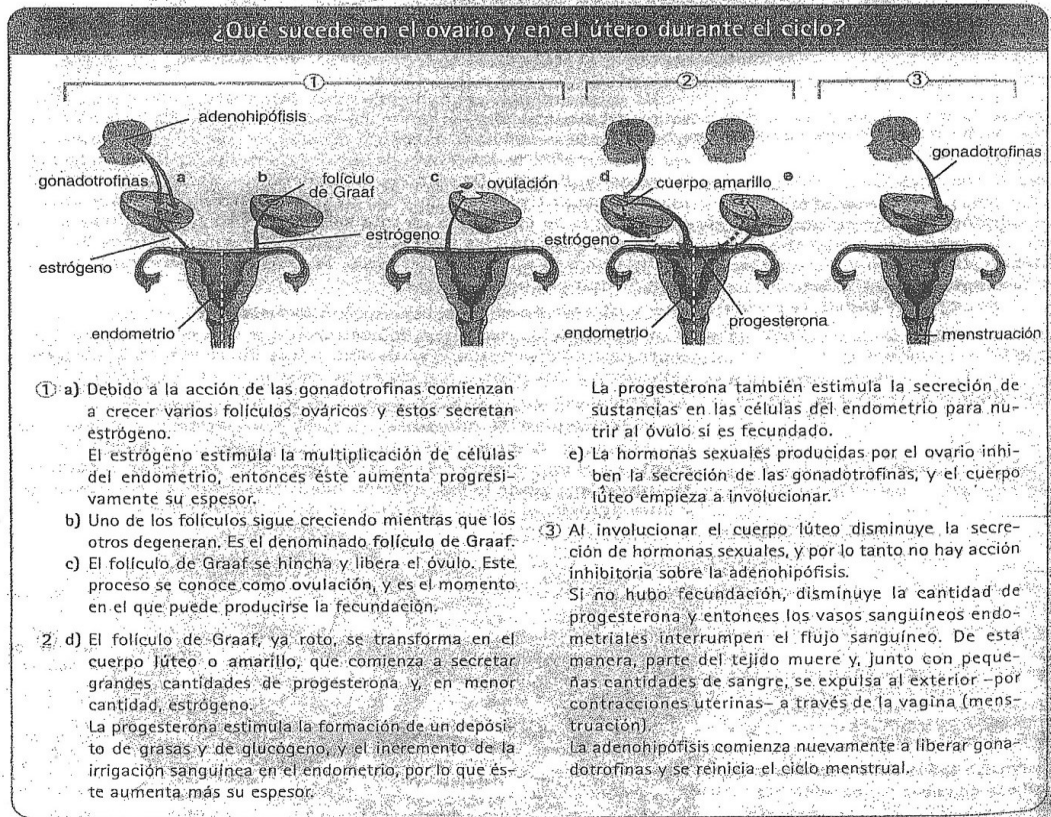 ¿Qué sucede en el ovario y en el útero durante el ciclo?
1
2
3
adenohipófisis
gonadotrofinas
a
b
folículo
de Graaf
c
ovulación
d
cuerpo amarillo
e
gonadotrofinas
estrógeno
estrógeno
estrógeno
endometrio
endometrio
progesterona
menstruación
1 a) Debido a la acción de las gonadotrofinas comienzan
a crecer varios folículos ováricos y éstos secretan
estrógeno.
El estrógeno estimula la multiplicación de células
del endometrio, entonces éste aumenta progresi-
vamente su espesor.
b) Uno de los folículos sigue creciendo mientras que los
otros degeneran. Es el denominado folículo de Graaf.
c) El folículo de Graaf se hincha y libera el óvulo. Este
proceso se conoce como ovulación, y es el momento
en el que puede producirse la fecundación.
2 d) El folículo de Graaf, ya roto, se transforma en el
cuerpo lúteo o amarillo, que comienza a secretar
grandes cantidades de progesterona y, en menor
cantidad, estrógeno.
La progesterona estimula la formación de un depósi-
to de grasas y de glucógeno, y el incremento de la
irrigación sanguínea en el endometrio, por lo que és-
te aumenta más su espesor.
La progesterona también estimula la secreción de
sustancias en las células del endometrio para nu-
trir al óvulo si es fecundado.
e) La hormonas sexuales producidas por el ovario inhi-
ben la secreción de las gonadotrofinas, y el cuerpo
lúteo empieza a involucionar.
3 Al involucionar el cuerpo lúteo disminuye la secre-
ción de hormonas sexuales, y por lo tanto no hay acción
inhibitoria sobre la adenohipófisis.
Si no hubo fecundación, disminuye la cantidad de
progesterona y entonces los vasos sanguíneos endo-
metriales interrumpen el flujo sanguíneo. De esta
manera, parte del tejido muere y, junto con peque-
ñas cantidades de sangre, se expulsa al exterior –por
contracciones uterinas– a través de la vagina (mens-
truación).
La adenohipófisis comienza nuevamente a liberar gona-
dotrofinas y se reinicia el ciclo menstrual.